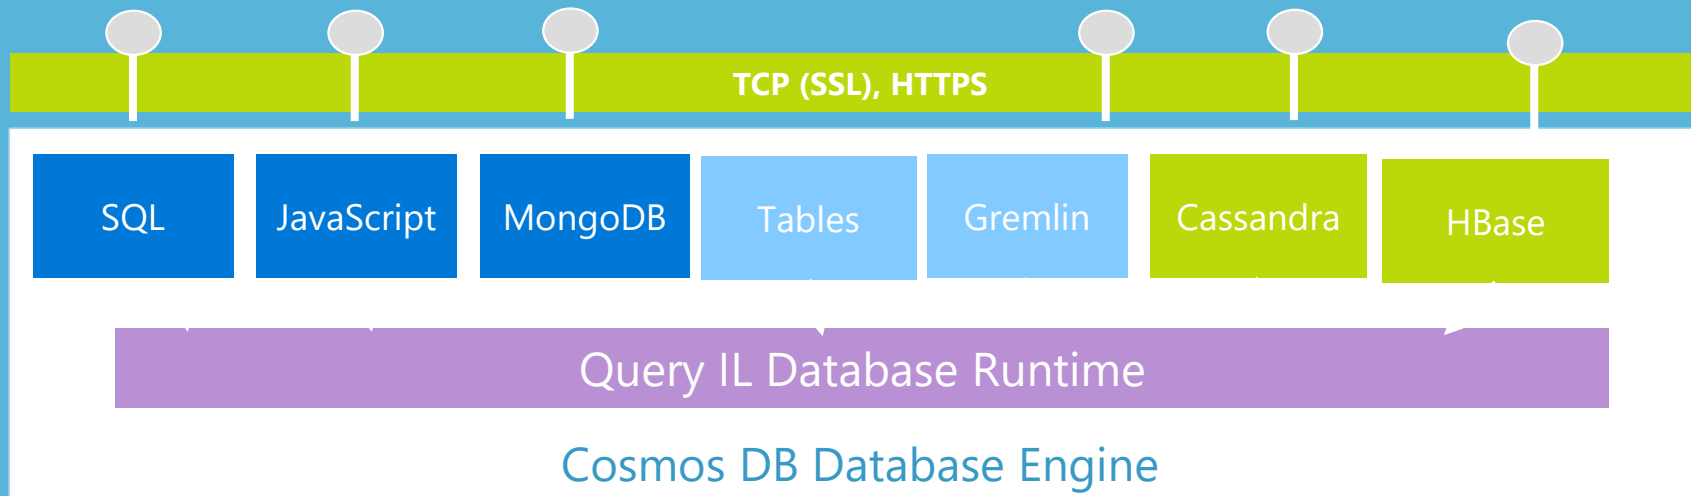 TCP (SSL), HTTPS
SQL
JavaScript
MongoDB
Tables
Gremlin
Cassandra
HBase
Query IL Database Runtime
Cosmos DB Database Engine